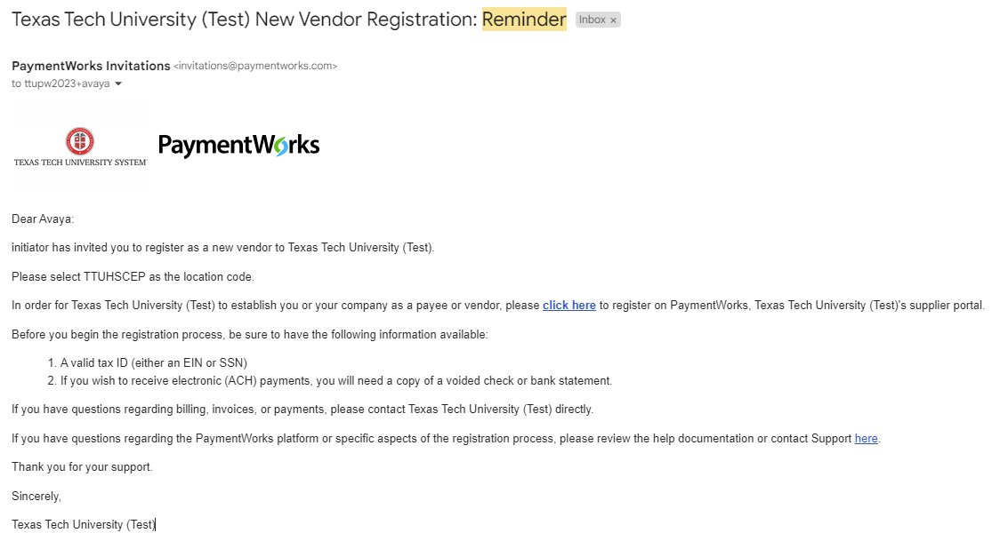 Texas Tech University (Test) New Vendor Registration: Reminder Inbox ×
PaymentWorks Invitations <invitations@paymentworks.com>
to ttupw2023+avaya
TEXAS TECH UNIVERSITY SYSTEM
PaymentWorks
Dear Avaya:
initiator has invited you to register as a new vendor to Texas Tech University (Test).
Please select TTUHSCEP as the location code.
In order for Texas Tech University (Test) to establish you or your company as a payee or vendor, please click here to register on PaymentWorks, Texas Tech University (Test)'s supplier portal.
Before you begin the registration process, be sure to have the following information available:
1. A valid tax ID (either an EIN or SSN)
2. If you wish to receive electronic (ACH) payments, you will need a copy of a voided check or bank statement.
If you have questions regarding billing, invoices, or payments, please contact Texas Tech University (Test) directly.
If you have questions regarding the PaymentWorks platform or specific aspects of the registration process, please review the help documentation or contact Support here.
Thank you for your support.
Sincerely,
Texas Tech University (Test)